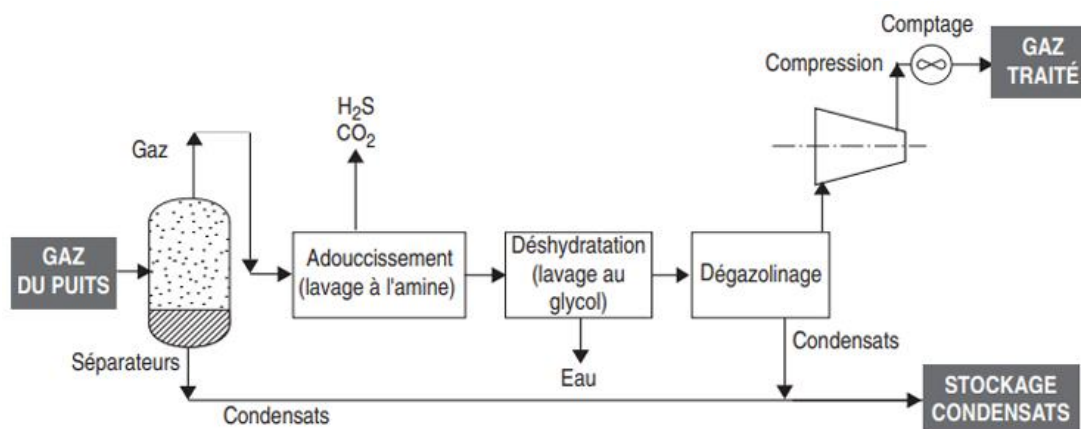 Comptage
GAZ
TRAITÉ
Compression
H₂S
CO₂
Gaz
GAZ
DU PUITS
Adouccissement
(lavage à l'amine)
Déshydratation
(lavage au
glycol)
Dégazolinage
Séparateurs
Eau
Condensats
Condensats
STOCKAGE
CONDENSATS